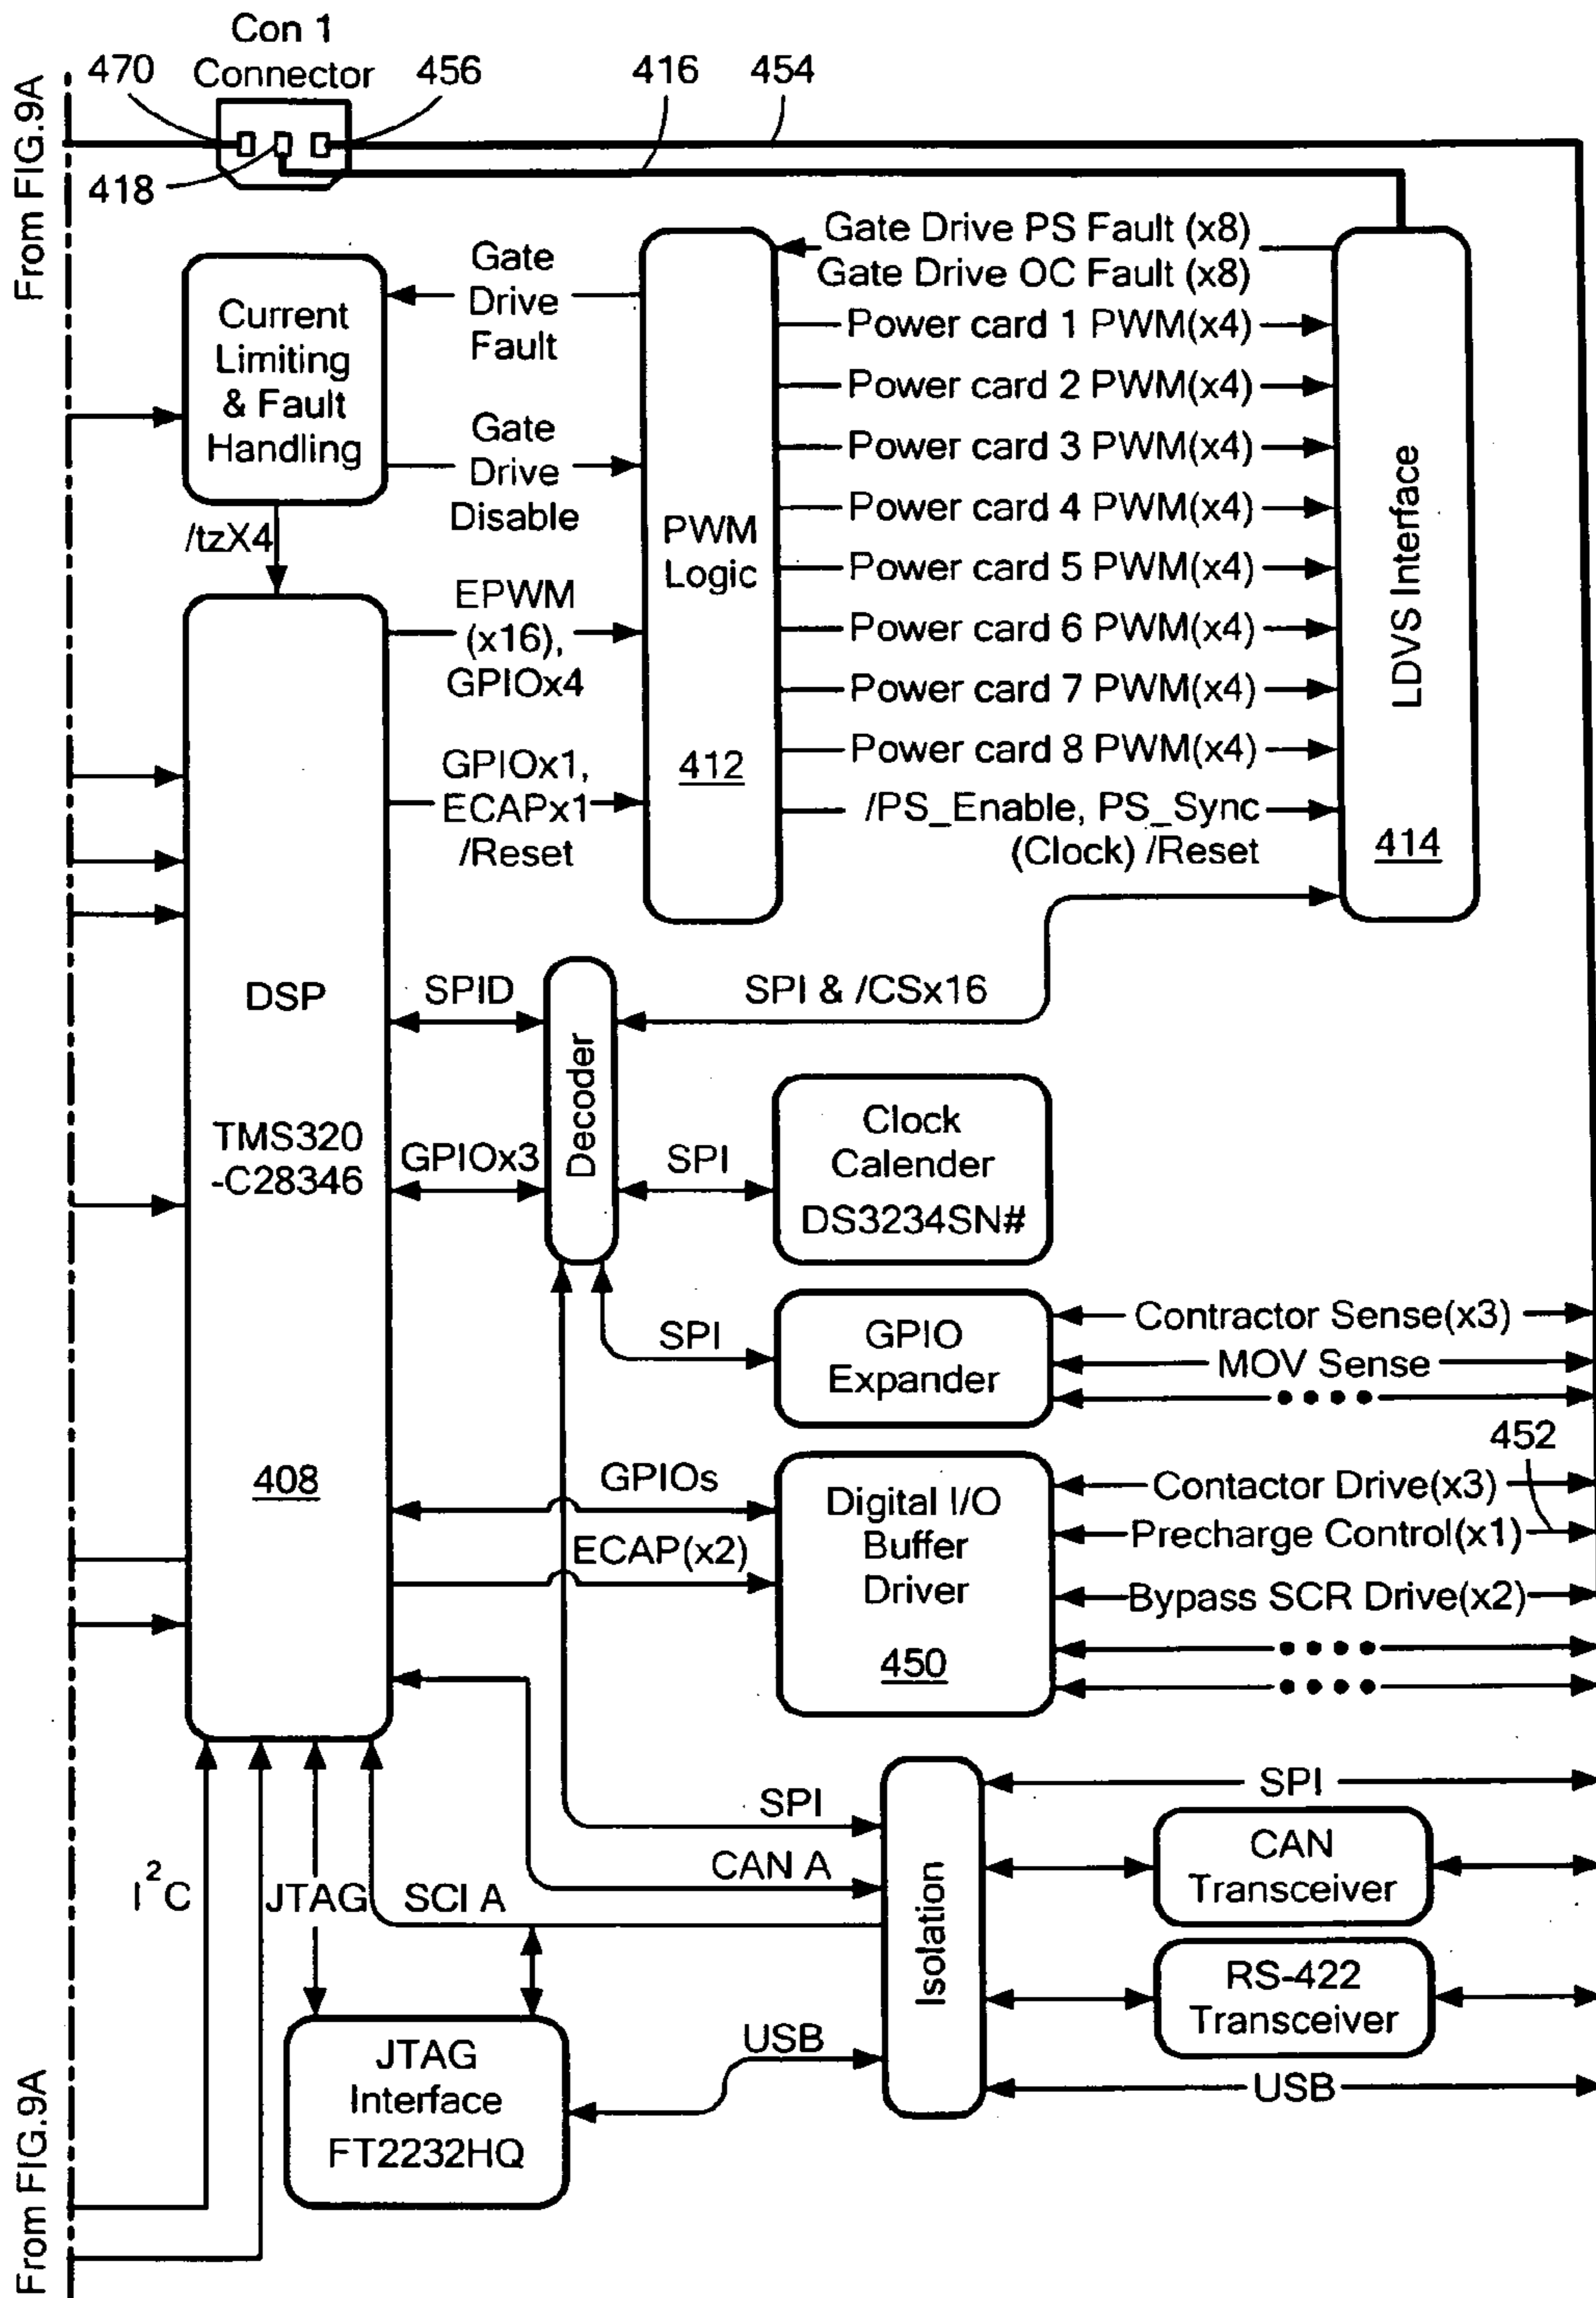 Con 1
Connector
470
456
416
454
418
From FIG.9A
Gate Drive PS Fault (x8)
Gate Drive OC Fault (x8)
Gate
Drive
Fault
Current
Limiting
& Fault
Handling
Gate
Drive
Disable
/tzX4
PWM
Logic
412
Power card 1 PWM(x4)
Power card 2 PWM(x4)
Power card 3 PWM(x4)
Power card 4 PWM(x4)
Power card 5 PWM(x4)
Power card 6 PWM(x4)
Power card 7 PWM(x4)
Power card 8 PWM(x4)
/PS_Enable, PS_Sync
(Clock) /Reset
LDVS Interface
414
EPWM
(x16),
GPIOx4
GPIOx1,
ECAPx1
/Reset
DSP
TMS320
-C28346
408
SPID
GPIOx3
Decoder
SPI & /CSx16
SPI
Clock
Calender
DS3234SN#
SPI
GPIO
Expander
Contractor Sense(x3)
MOV Sense
452
GPIOs
ECAP(x2)
Digital I/O
Buffer
Driver
450
Contactor Drive(x3)
Precharge Control(x1)
Bypass SCR Drive(x2)
SPI
CAN A
SCI A
JTAG
I²C
Isolation
SPI
CAN
Transceiver
RS-422
Transceiver
USB
USB
JTAG
Interface
FT2232HQ
From FIG.9A